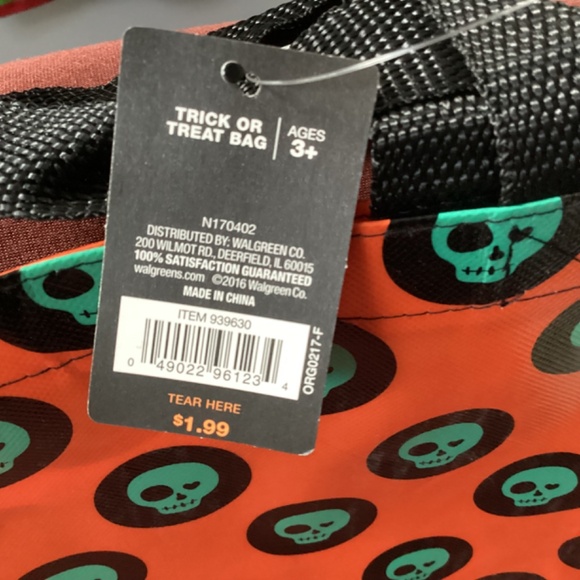 TRICK OR
TREAT BAG
AGES
3+
N170402
DISTRIBUTED BY: WALGREEN CO.
200 WILMOT RD, DEERFIELD, IL 60015
100% SATISFACTION GUARANTEED
walgreens.com ©2016 Walgreen Co.
MADE IN CHINA
ITEM 939630
0 49022 96123 4
ORG0217-F
TEAR HERE
$1.99